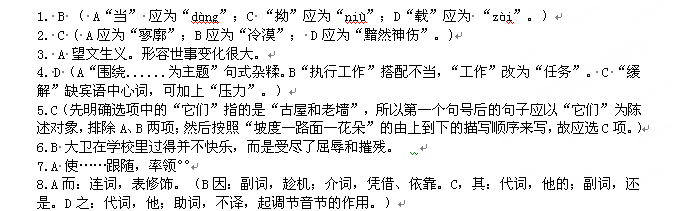 1. B （ A“当” 应为“dàng”；C “拗”应为“niù”；D“载”应为 “zài”。）
2. C（ A应为“寥廓”；B应为“冷漠”； D应为“黯然神伤”。)
3. A 望文生义。形容世事变化很大。
4. D（A“围绕......为主题”句式杂糅。B“执行工作”搭配不当，“工作”改为“任务”。 C “缓
解”缺宾语中心词，可加上“压力”。）
5.C（先明确选项中的“它们”指的是“古屋和老墙”，所以第一个句号后的句子应以“它们”为陈
述对象，排除A、B两项；然后按照“坡度一路面一花朵”的由上到下的描写顺序来写，故应选C项。）
6.B 大卫在学校里过得并不快乐，而是受尽了屈辱和摧残。
7.A 使……跟随，率领°°
8.A而：连词，表修饰。（B因：副词，趁机；介词，凭借、依靠。C，其：代词，他的；副词，还
是。D之：代词，他；助词，不译，起调节音节的作用。）